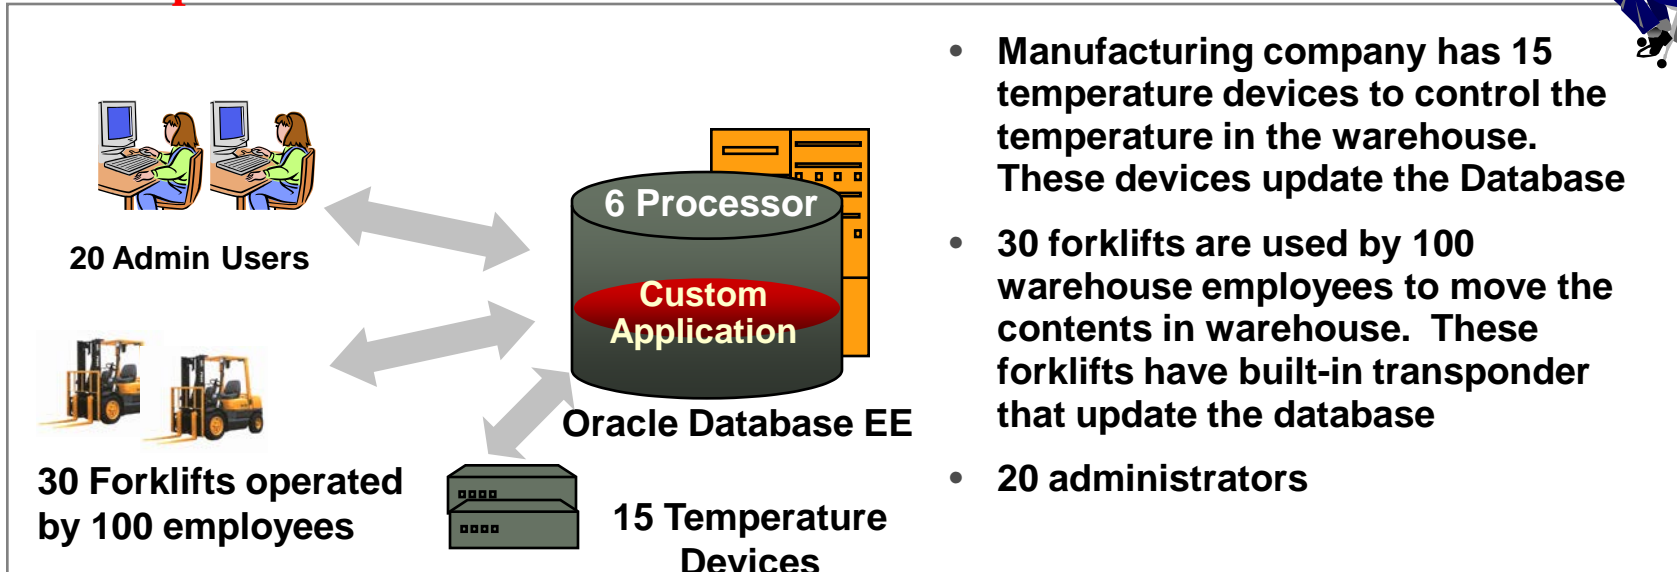 6 Processor
Custom
Application
Oracle Database EE
20 Admin Users
30 Forklifts operated
by 100 employees
15 Temperature
Devices
• Manufacturing company has 15
temperature devices to control the
temperature in the warehouse.
These devices update the Database
• 30 forklifts are used by 100
warehouse employees to move the
contents in warehouse. These
forklifts have built-in transponder
that update the database
• 20 administrators